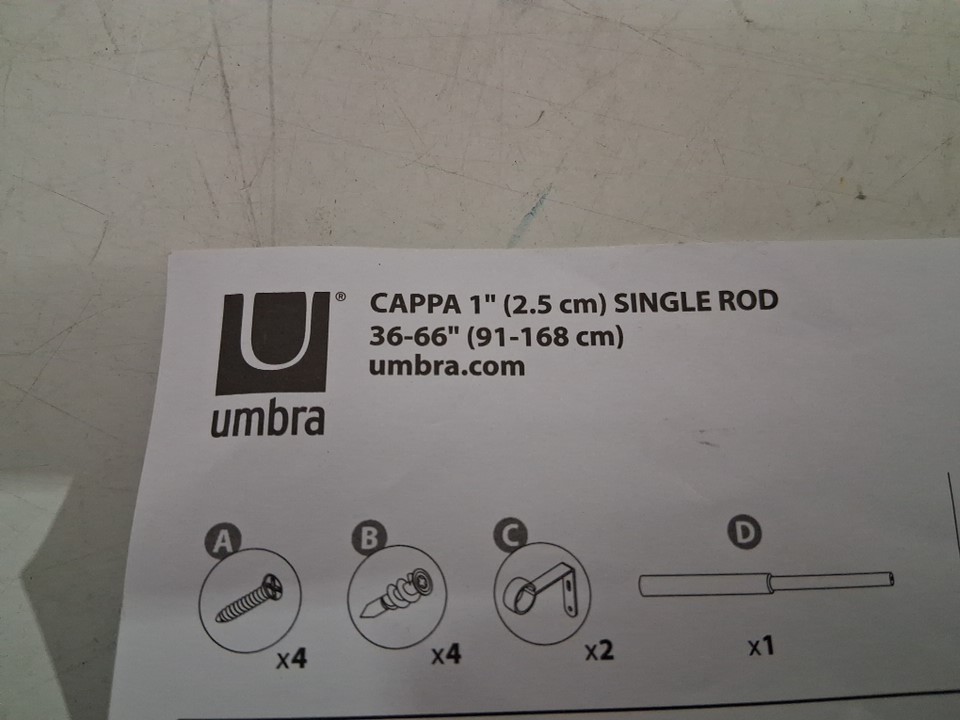 U ®
umbra
CAPPA 1" (2.5 cm) SINGLE ROD
36-66" (91-168 cm)
umbra.com
A B C D
x4 x4 x2 x1